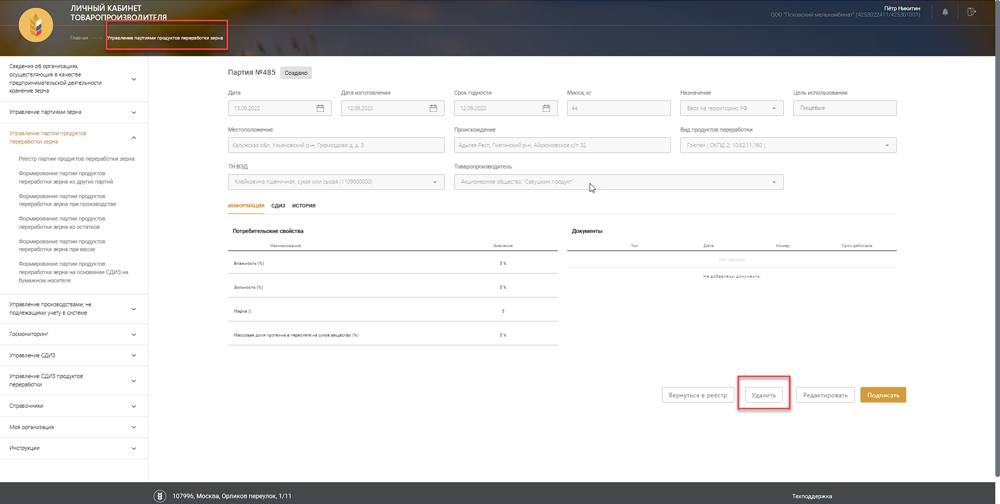 ЛИЧНЫЙ КАБИНЕТ
ТОВАРОПРОИЗВОДИТЕЛЯ
Пётр Никитин
ООО "Псковский мелькомбинат" (4253022411/425301001)
Главная
Управление партиями продуктов переработки зерна
Сведения об организациях,
осуществляющих в качестве
предпринимательской деятельности
хранение зерна
Управление партиями зерна
Управление партии продуктов
переработки зерна
Реестр партии продуктов переработки зерна
Формирование партии продуктов
переработки зерна из других партий
Формирование партии продуктов
переработки зерна при производстве
Формирование партии продуктов
переработки зерна из остатков
Формирование партии продуктов
переработки зерна при ввозе
Формирование партии продуктов
переработки зерна на основании СДИЗ на
бумажном носителе
Управление производствами, не
подлежащими учету в системе
Госмониторинг
Управление СДИЗ
Управление СДИЗ продуктов
переработки
Справочники
Моя организация
Инструкции
Партия №485 Создано
Дата Дата изготовления Срок годности Масса, кг Назначение Цель использования
13.09.2022 12.09.2022 12.09.2022 44 Ввоз на территорию РФ Пищевые
Местоположение Происхождение Вид продуктов переработки
Калужская обл, Ульяновский р-н, Громоздово д, д. 3 Адыгея Респ, Гиагинский р-н, Айрюмовское с/п 32 Глютен ( ОКПД 2: 10.62.11.160 )
ТН ВЭД Товаропроизводитель
Клейковина пшеничная, сухая или сырая (1109000000) Акционерное общество "Савушкин продукт"
ИНФОРМАЦИЯ СДИЗ ИСТОРИЯ
Потребительские свойства
Наименование Значение
Влажность (%) 5 %
Зольность (%) 5 %
Марка () 5
Массовая доля протеина в пересчете на сухое вещество (%) 5 %
Документы
Тип Дата Номер Срок действия
Нет данных
Не добавлены документы
Вернуться в реестр Удалить Редактировать Подписать
107996, Москва, Орликов переулок, 1/11 Техподдержка